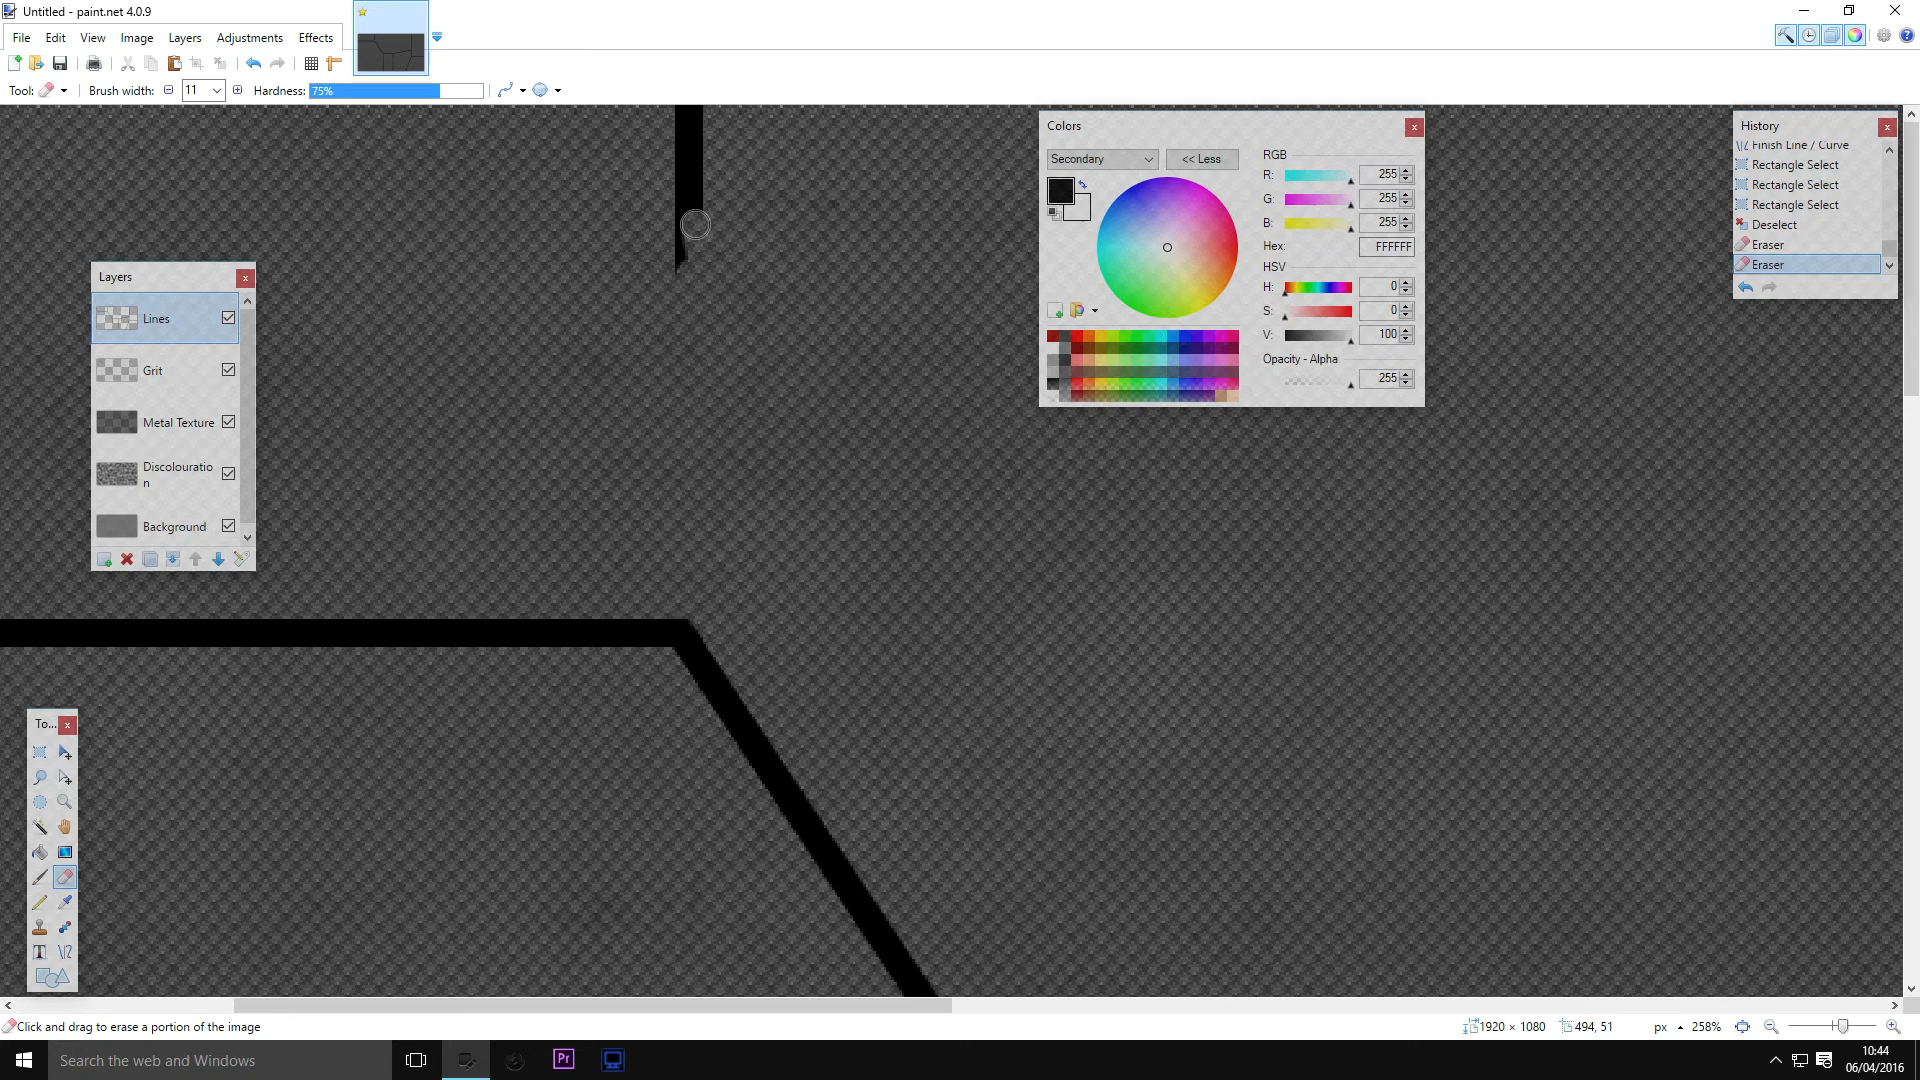 Untitled - paint.net 4.0.9
File Edit View Image Layers Adjustments Effects
Tool: Brush width: 11 Hardness: 75%
Colors
Secondary << Less
RGB
R: 255
G: 255
B: 255
Hex: FFFFFF
HSV
H: 0
S: 0
V: 100
Opacity - Alpha
255
History
Finish Line / Curve
Rectangle Select
Rectangle Select
Rectangle Select
Deselect
Eraser
Eraser
Layers
Lines
Grit
Metal Texture
Discolouratio
n
Background
To...
Click and drag to erase a portion of the image
1920 × 1080 494, 51 px 258%
Search the web and Windows
Pr
10:44
06/04/2016